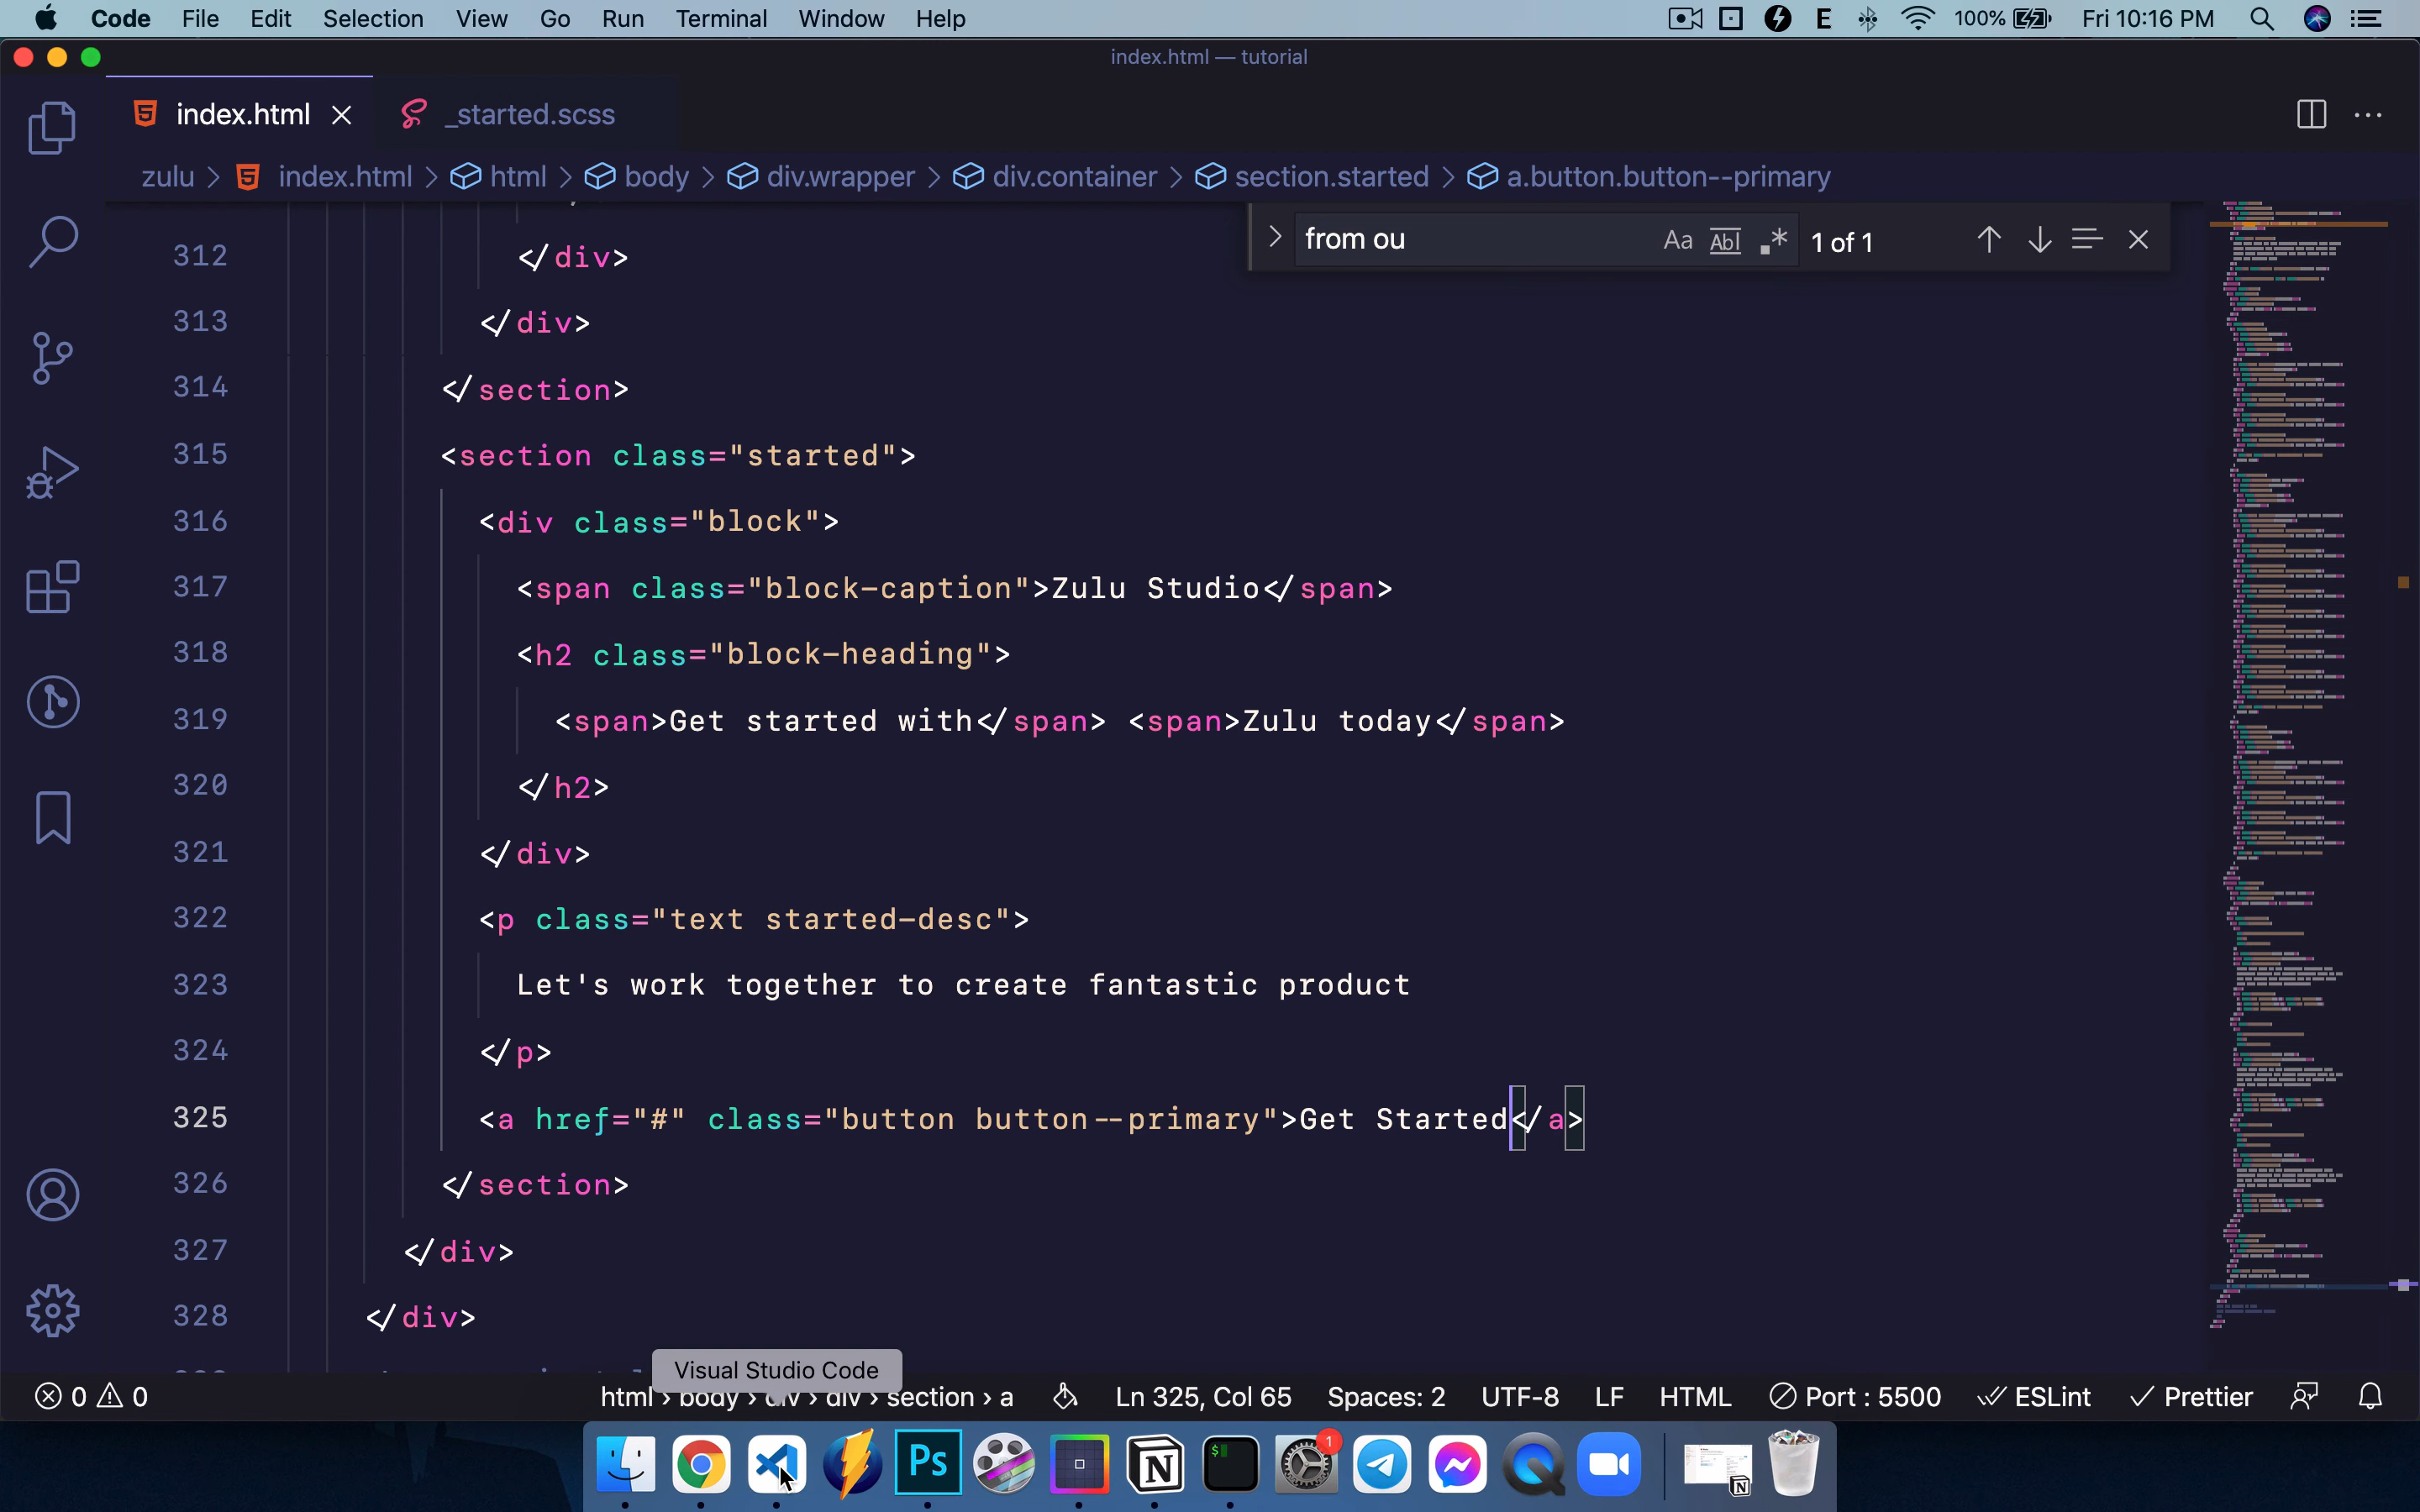 Code File Edit Selection View Go Run Terminal Window Help E 100% Fri 10:16 PM
index.html — tutorial
index.html _started.scss
zulu > index.html > html > body > div.wrapper > div.container > section.started > a.button.button--primary
from ou Aa Abl .* 1 of 1
312 </div>
313 </div>
314 </section>
315 <section class="started">
316 <div class="block">
317 <span class="block-caption">Zulu Studio</span>
318 <h2 class="block-heading">
319 <span>Get started with</span> <span>Zulu today</span>
320 </h2>
321 </div>
322 <p class="text started-desc">
323 Let's work together to create fantastic product
324 </p>
325 <a href="#" class="button button--primary">Get Started</a>
326 </section>
327 </div>
328 </div>
Visual Studio Code
0 0 html > body > div > div > section > a Ln 325, Col 65 Spaces: 2 UTF-8 LF HTML Port : 5500 ESLint Prettier
Ps N $ 1 N